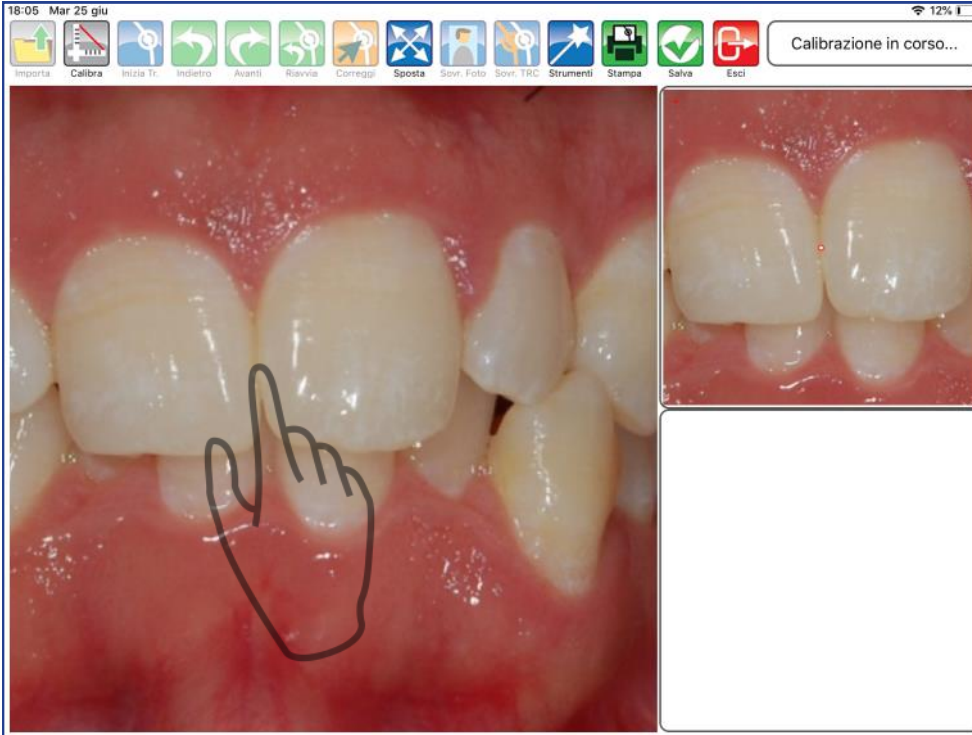 18:05 Mar 25 giu
12%
Importa Calibra Inizia Tr. Indietro Avanti Riavvia Correggi Sposta Sovr. Foto Sovr. TRC Strumenti Stampa Salva Esci
Calibrazione in corso...